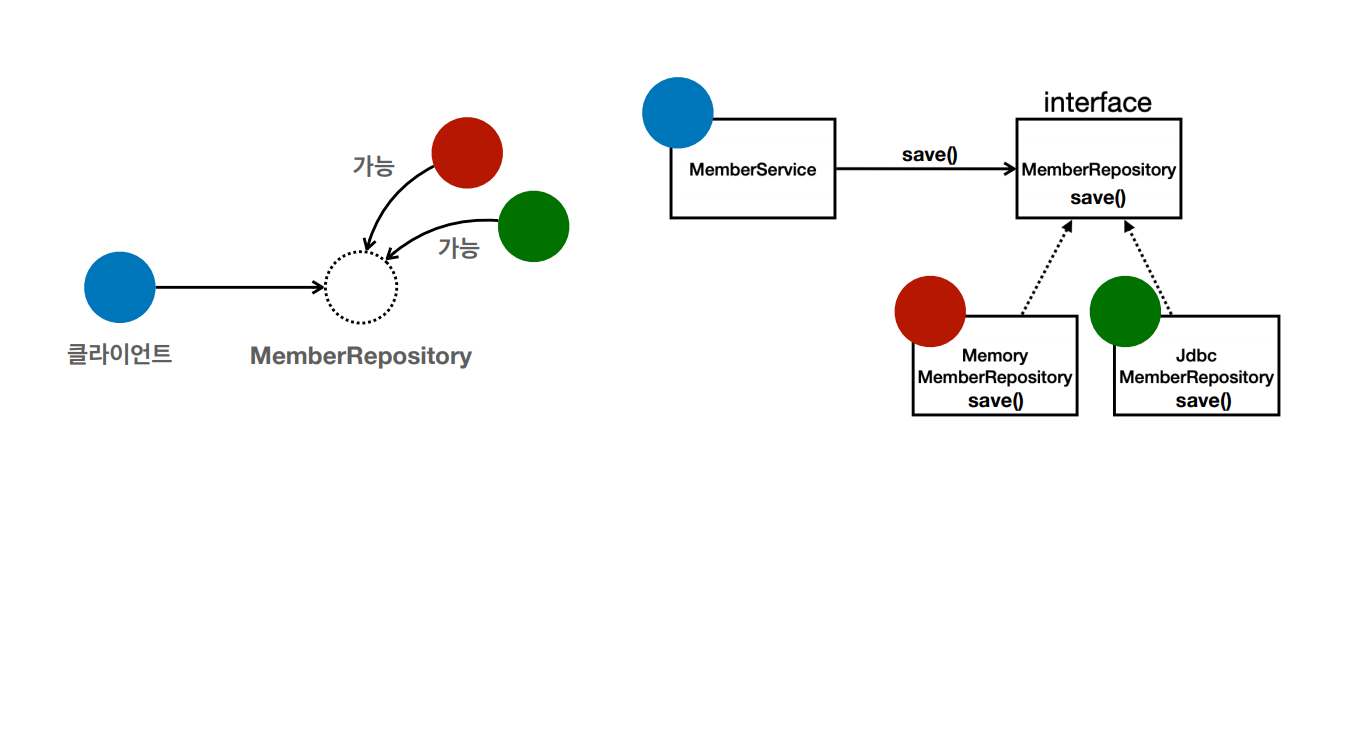 가능
가능
클라이언트
MemberRepository
interface
MemberService
save()
MemberRepository
save()
Memory
MemberRepository
save()
Jdbc
MemberRepository
save()